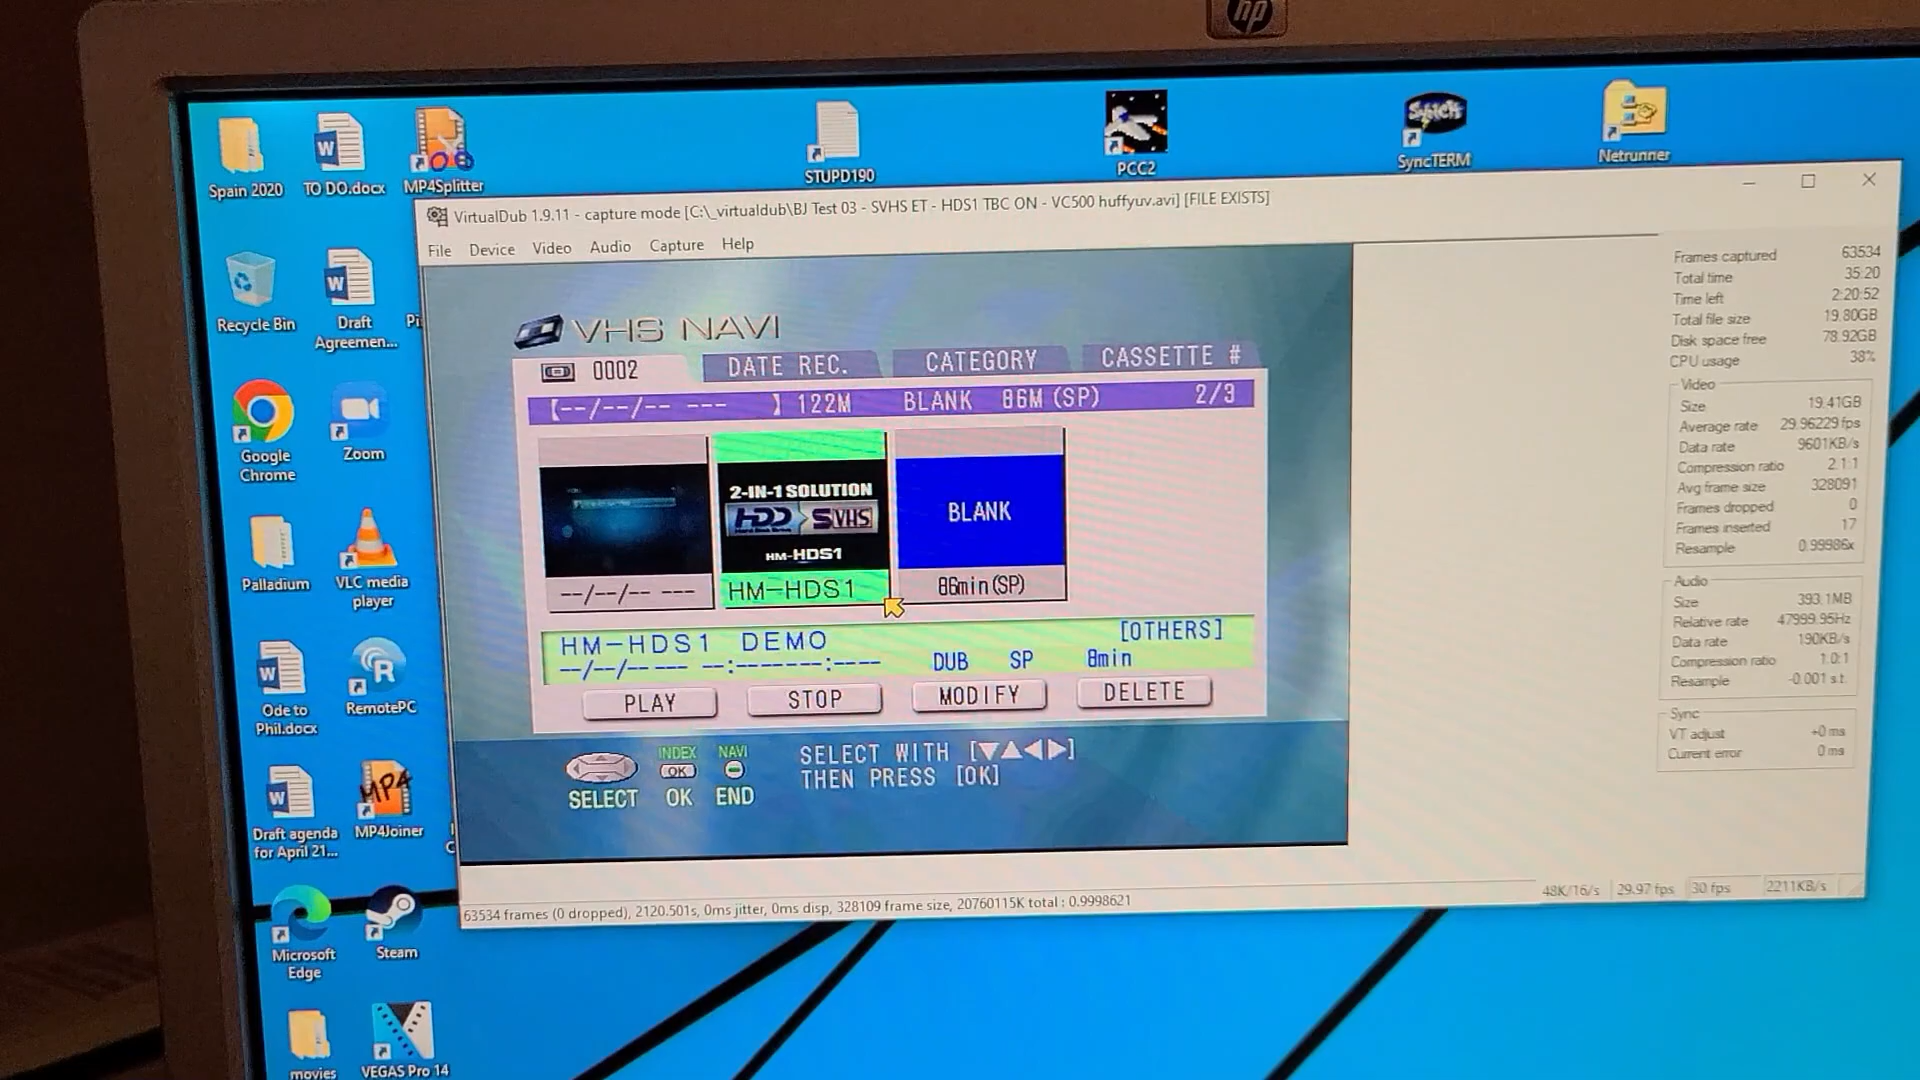 hp
Spain 2020
TO DO.docx
MP4Splitter
STUPD190
PCC2
Synch
SyncTERM
Netrunner
VirtualDub 1.9.11 - capture mode [C:\_virtualdub\BJ Test 03 - SVHS ET - HDS1 TBC ON - VC500 huffyuv.avi] [FILE EXISTS]
File Device Video Audio Capture Help
Recycle Bin
Draft
Agreemen...
Pi
Google
Chrome
Zoom
Palladium
VLC media
player
Ode to
Phil.docx
RemotePC
Draft agenda
for April 21...
MP4
MP4Joiner
Microsoft
Edge
Steam
movies
VEGAS Pro 14
VHS NAVI
0002 DATE REC. CATEGORY CASSETTE #
[--/--/-- --- ] 122M BLANK 86M (SP) 2/3
2-IN-1 SOLUTION
HDD SVHS
HM-HDS1
BLANK
--/--/-- ---
HM-HDS1
86min(SP)
HM-HDS1 DEMO [OTHERS]
--/--/-- --- --:-- -----:---- DUB SP 8min
PLAY STOP MODIFY DELETE
INDEX NAVI
OK
SELECT OK END
SELECT WITH [▼▲◀▶]
THEN PRESS [OK]
Frames captured 63534
Total time 35:20
Time left 2:20:52
Total file size 19.80GB
Disk space free 78.92GB
CPU usage 38%
Video
Size 19.41GB
Average rate 29.96229 fps
Data rate 9601KB/s
Compression ratio 2.1:1
Avg frame size 328091
Frames dropped 0
Frames inserted 17
Resample 0.99986x
Audio
Size 393.1MB
Relative rate 47999.95Hz
Data rate 190KB/s
Compression ratio 1.0:1
Resample -0.001 s.t.
Sync
VT adjust +0 ms
Current error 0 ms
63534 frames (0 dropped), 2120.501s, 0ms jitter, 0ms disp, 328109 frame size, 20760115K total : 0.9998621
48K/16/s 29.97 fps 30 fps 2211KB/s